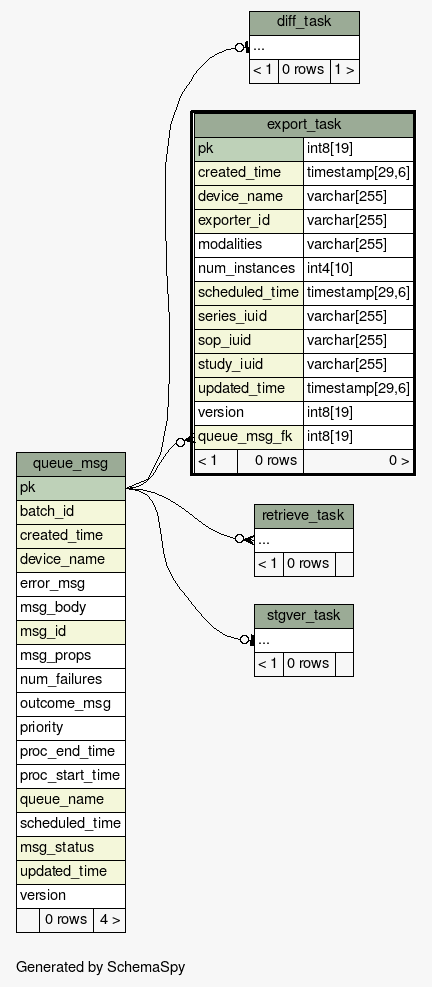 diff_task
...
< 1 0 rows 1 >
export_task
pk int8[19]
created_time timestamp[29,6]
device_name varchar[255]
exporter_id varchar[255]
modalities varchar[255]
num_instances int4[10]
scheduled_time timestamp[29,6]
series_iuid varchar[255]
sop_iuid varchar[255]
study_iuid varchar[255]
updated_time timestamp[29,6]
version int8[19]
queue_msg_fk int8[19]
< 1 0 rows 0 >
queue_msg
pk
batch_id
created_time
device_name
error_msg
msg_body
msg_id
msg_props
num_failures
outcome_msg
priority
proc_end_time
proc_start_time
queue_name
scheduled_time
msg_status
updated_time
version
0 rows 4 >
retrieve_task
...
< 1 0 rows
stgver_task
...
< 1 0 rows
Generated by SchemaSpy